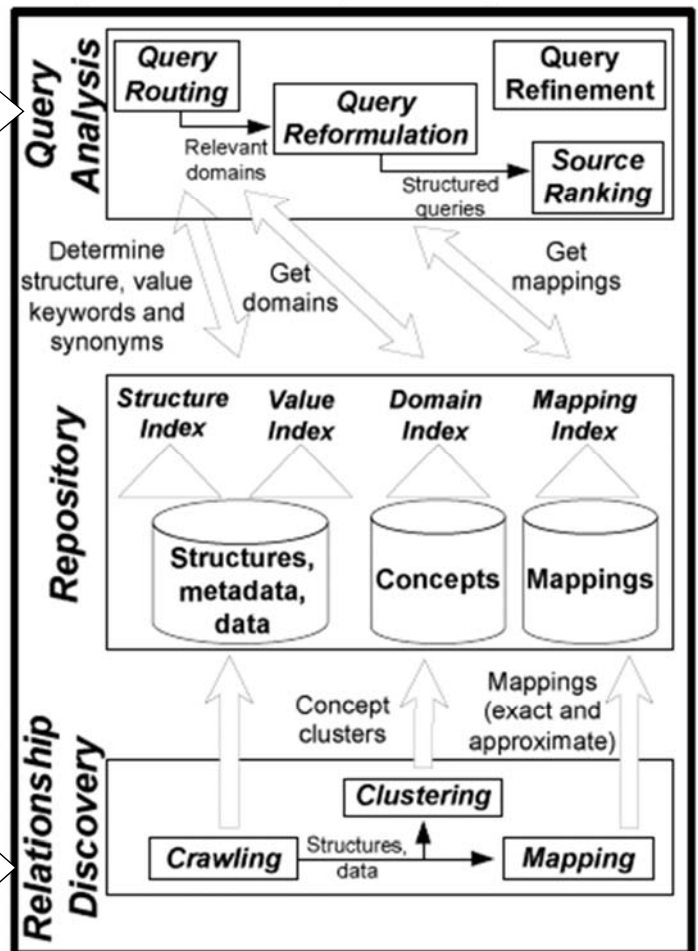 Query
Analysis
Query
Routing
Query
Reformulation
Query
Refinement
Relevant
domains
Structured
queries
Source
Ranking
Determine
structure, value
keywords and
synonyms
Get
domains
Get
mappings
Repository
Structure
Index
Value
Index
Domain
Index
Mapping
Index
Structures,
metadata,
data
Concepts
Mappings
Concept
clusters
Mappings
(exact and
approximate)
Relationship
Discovery
Clustering
Crawling
Structures,
data
Mapping